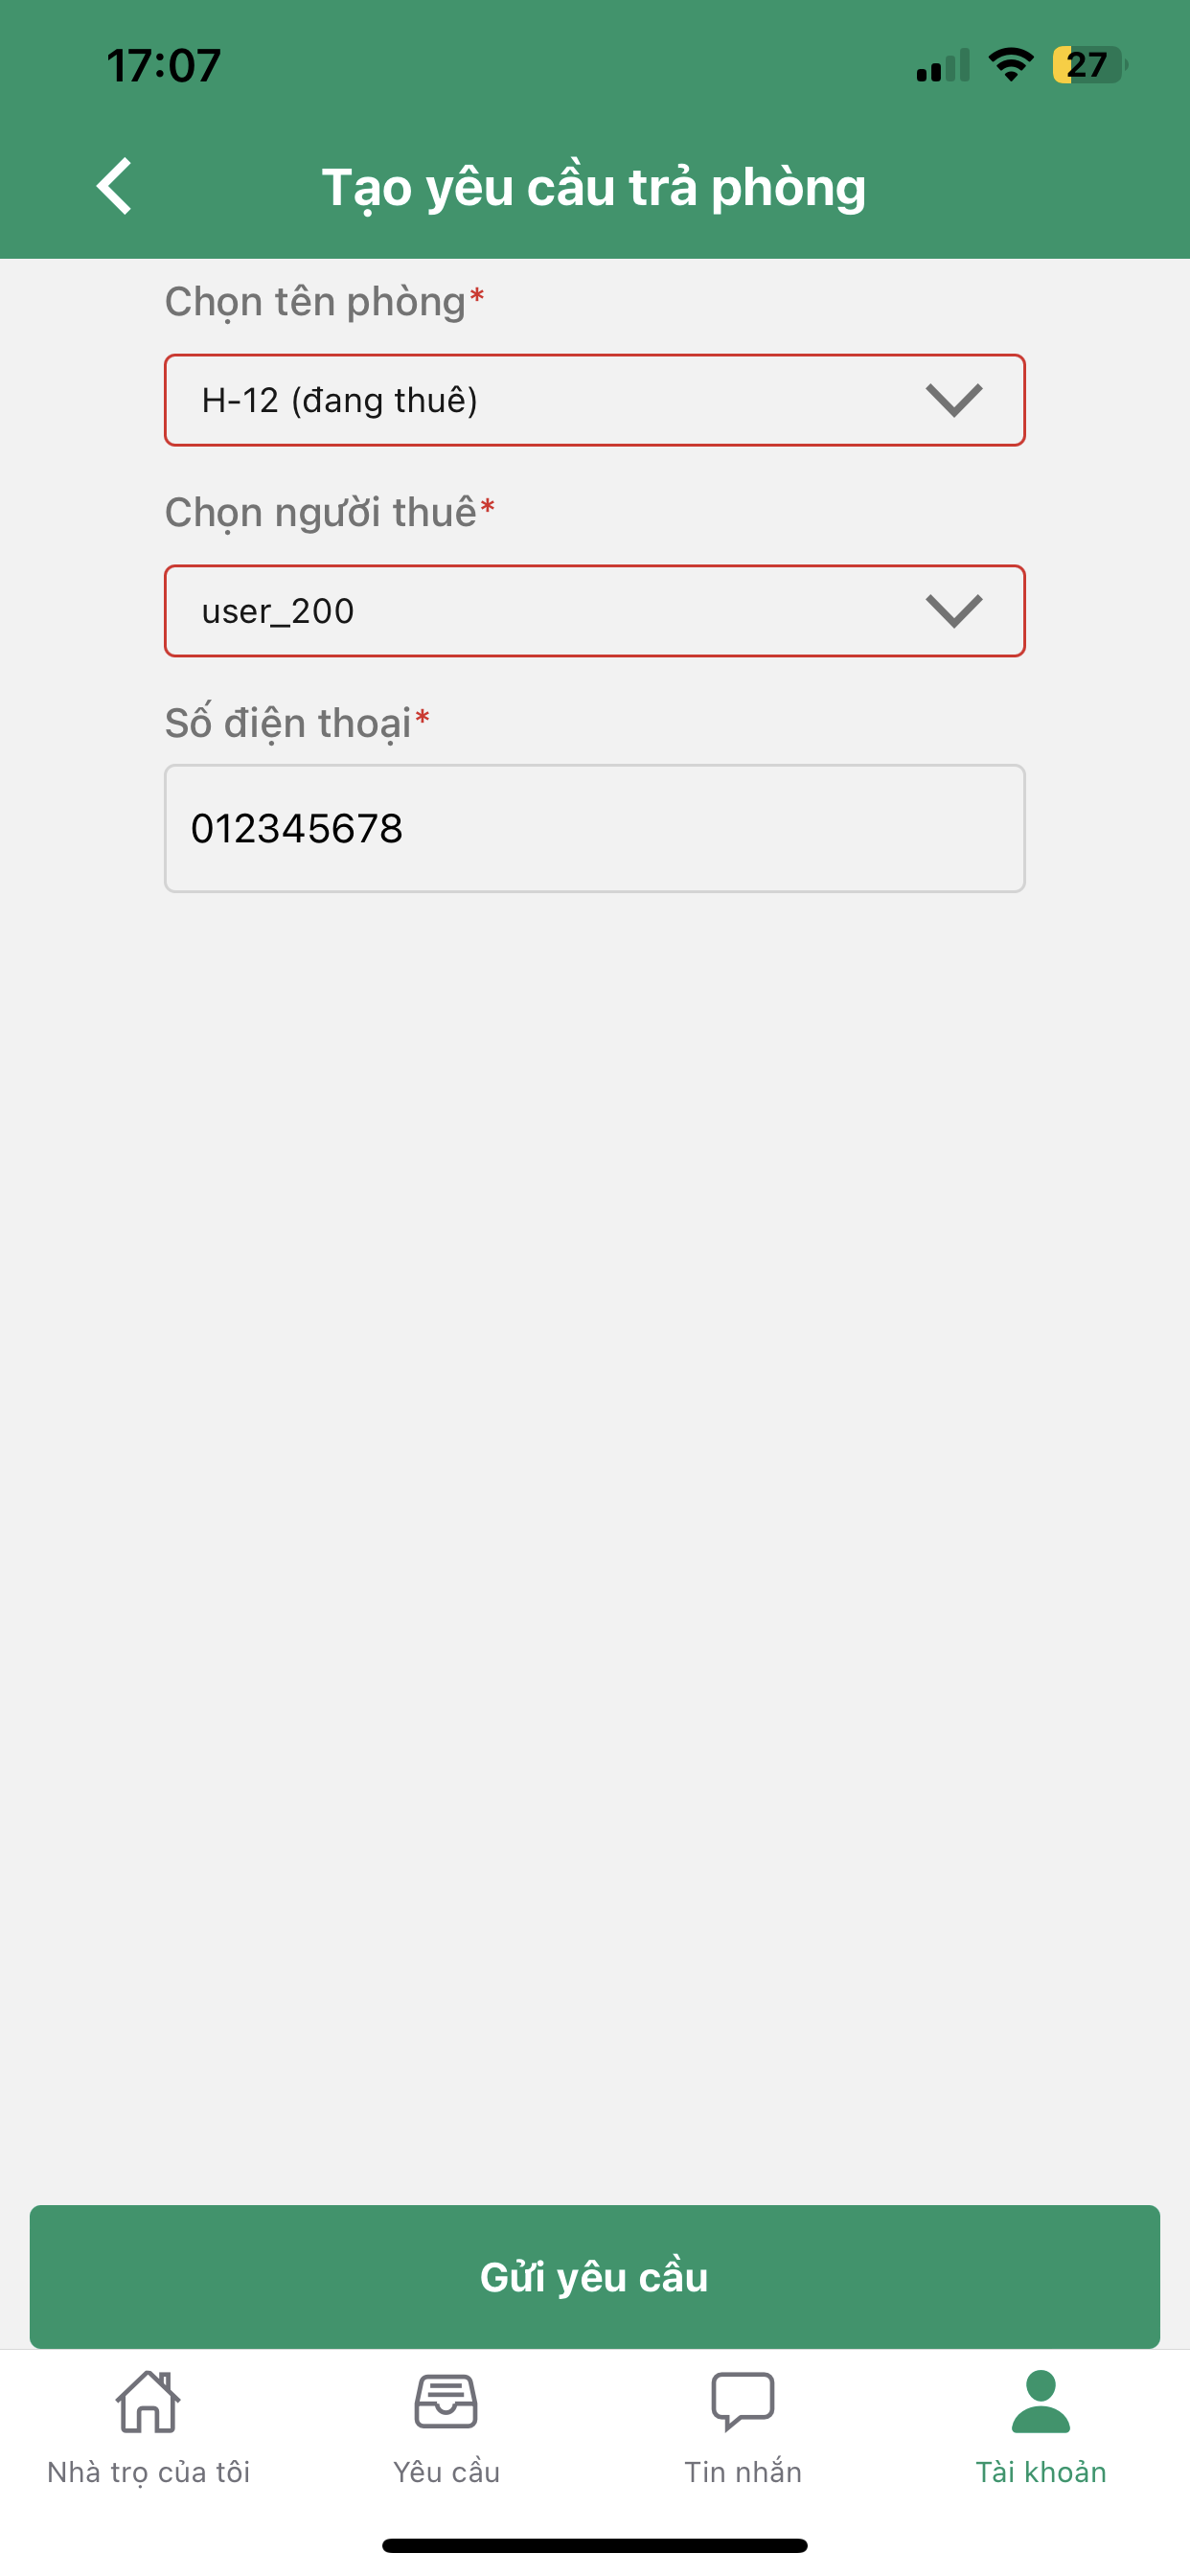 17:07
27
Tạo yêu cầu trả phòng
Chọn tên phòng*
H-12 (đang thuê)
Chọn người thuê*
user_200
Số điện thoại*
012345678
Gửi yêu cầu
Nhà trọ của tôi
Yêu cầu
Tin nhắn
Tài khoản